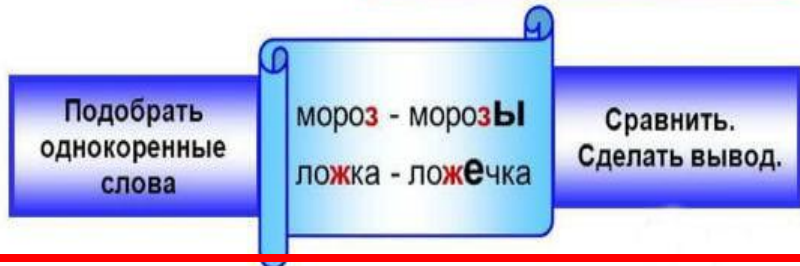 Подобрать
однокоренные
слова
мороз - морозы
ложка - ложечка
Сравнить.
Сделать вывод.